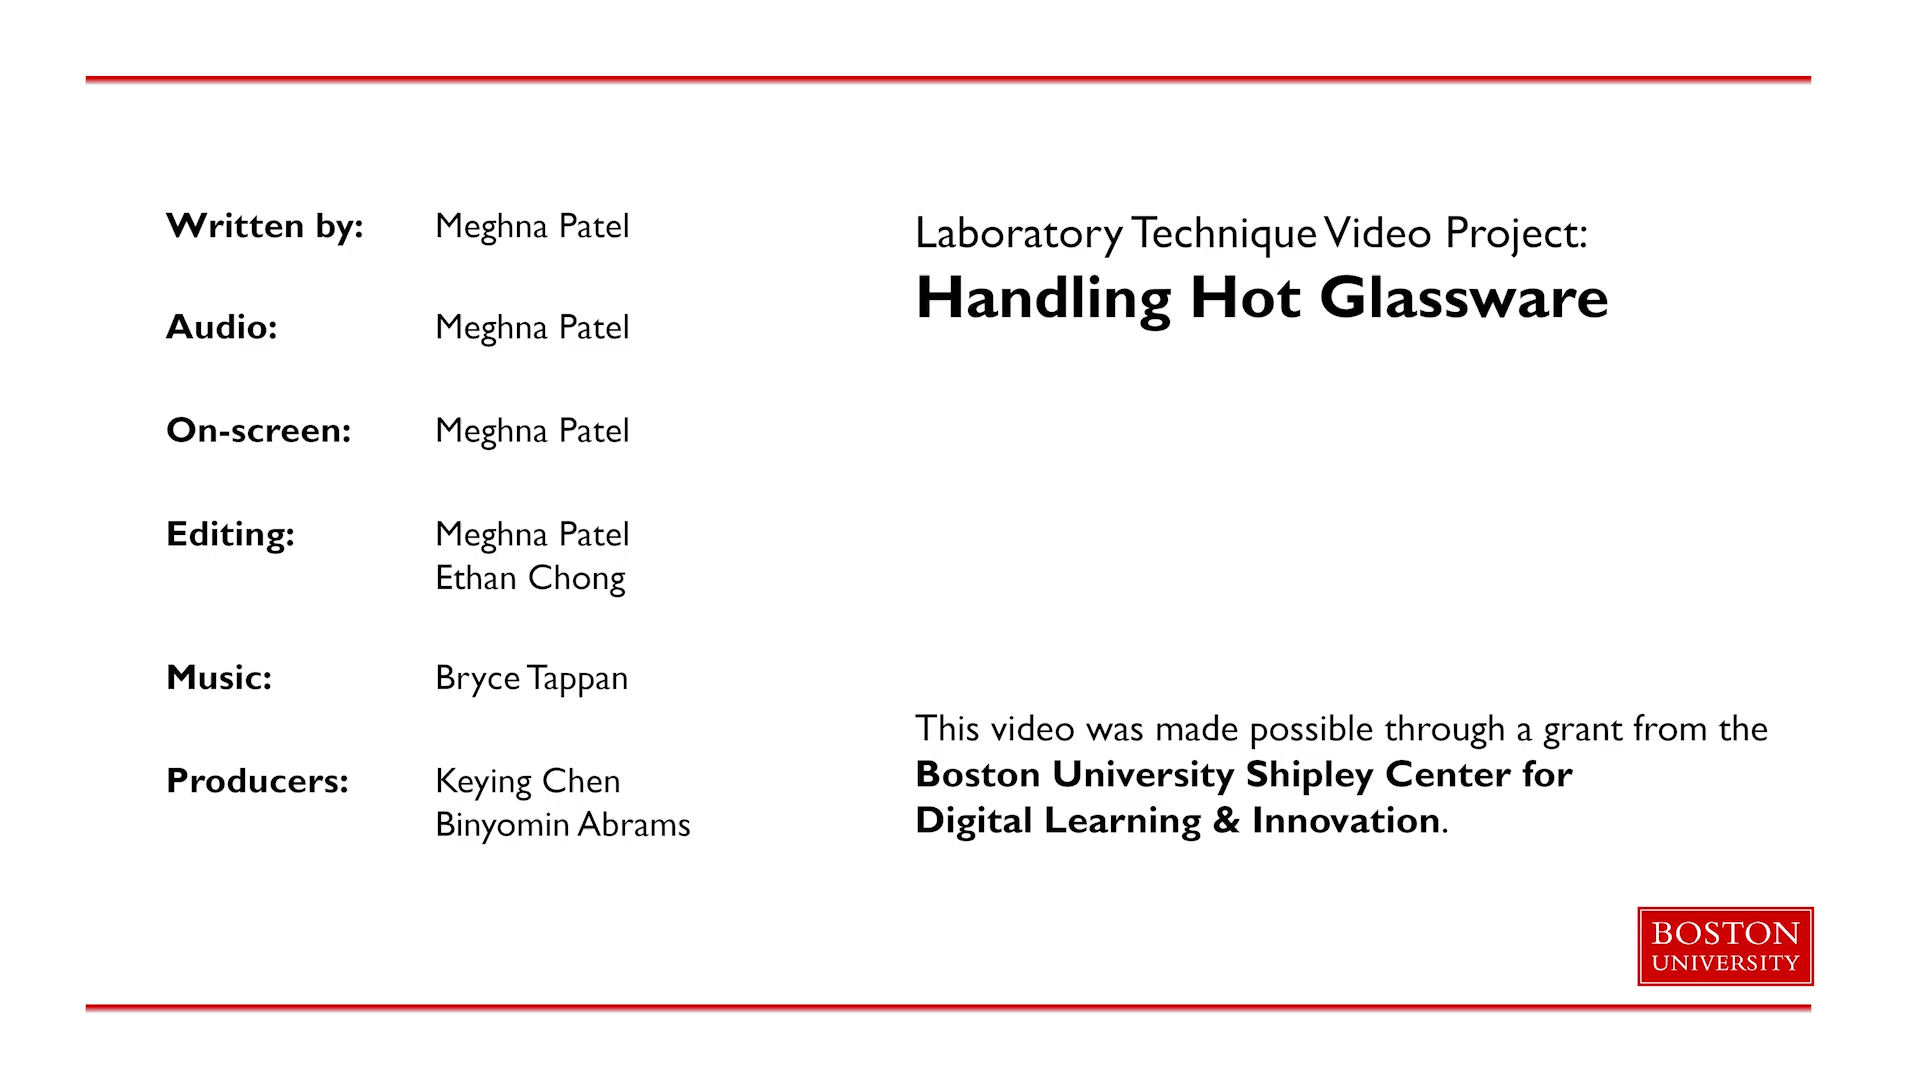 Written by: Meghna Patel
Audio: Meghna Patel
On-screen: Meghna Patel
Editing: Meghna Patel
Ethan Chong
Music: Bryce Tappan
Producers: Keying Chen
Binyomin Abrams
Laboratory Technique Video Project:
Handling Hot Glassware
This video was made possible through a grant from the
Boston University Shipley Center for
Digital Learning & Innovation.
BOSTON
UNIVERSITY